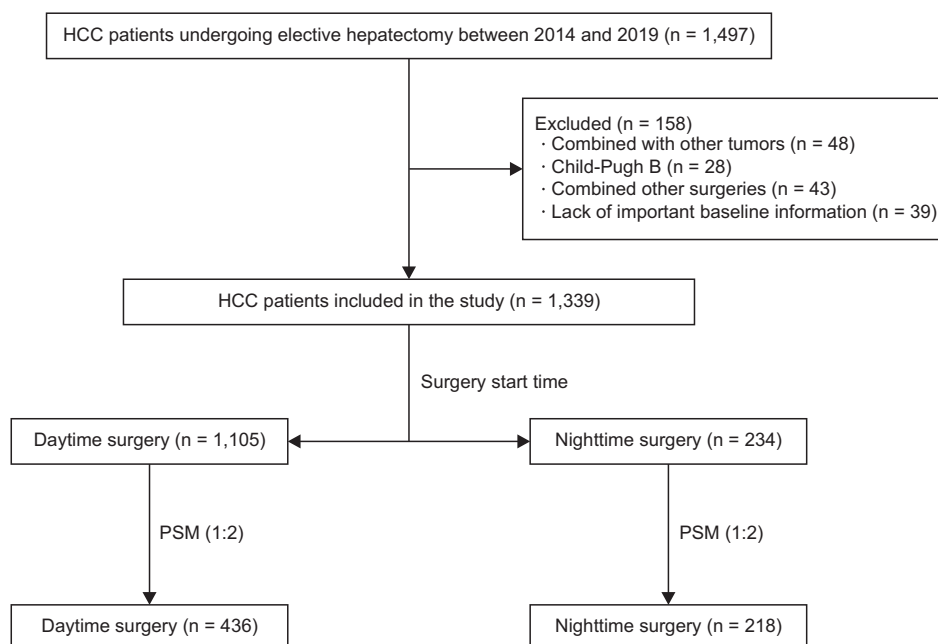 HCC patients undergoing elective hepatectomy between 2014 and 2019 (n = 1,497)
Excluded (n = 158)
· Combined with other tumors (n = 48)
· Child-Pugh B (n = 28)
· Combined other surgeries (n = 43)
· Lack of important baseline information (n = 39)
HCC patients included in the study (n = 1,339)
Surgery start time
Daytime surgery (n = 1,105)
Nighttime surgery (n = 234)
PSM (1:2)
PSM (1:2)
Daytime surgery (n = 436)
Nighttime surgery (n = 218)